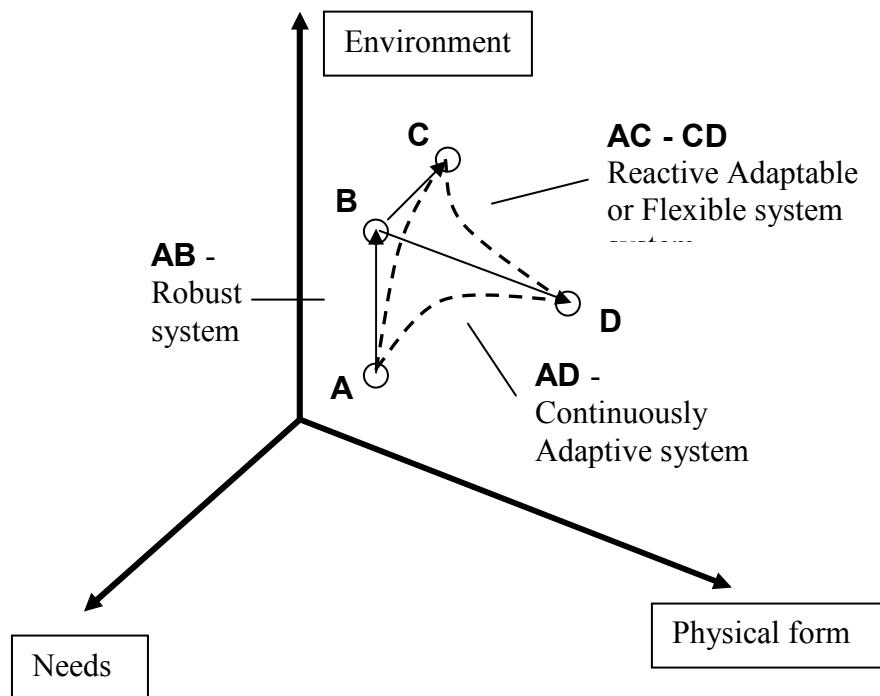 Environment
C
AC - CD
Reactive Adaptable
or Flexible system
B
AB -
Robust
system
D
A
AD -
Continuously
Adaptive system
Physical form
Needs